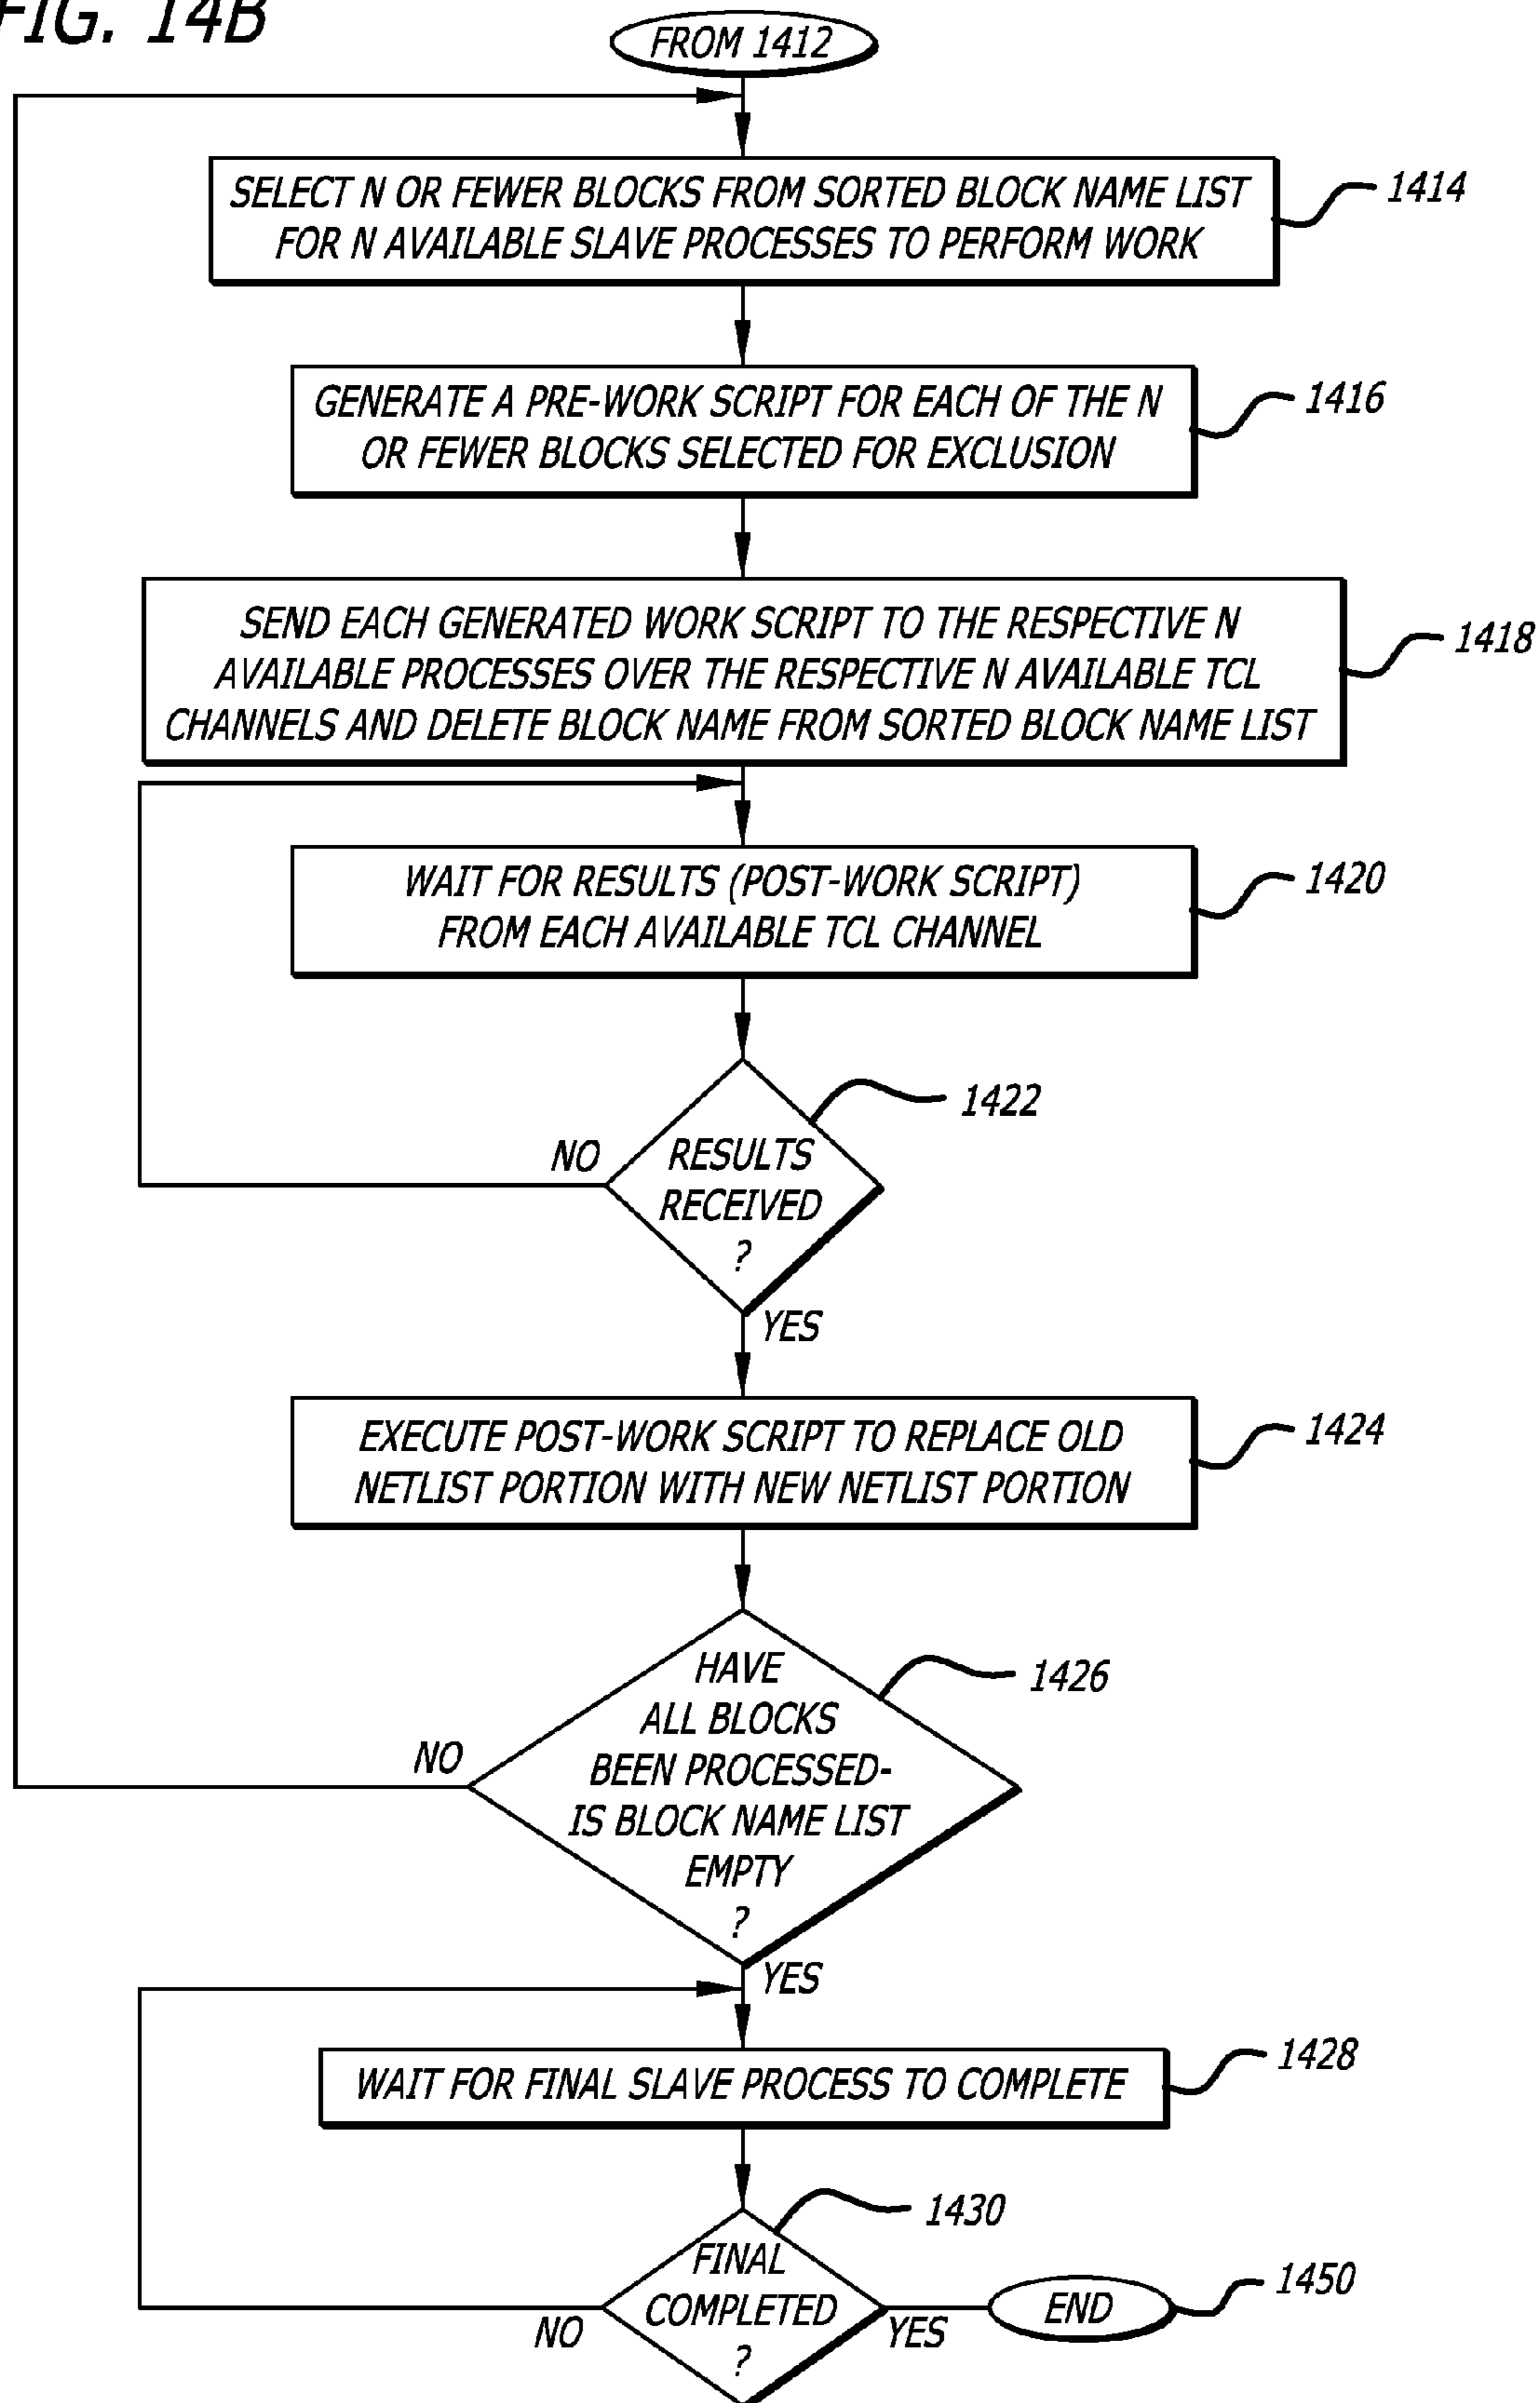 FIG. 14B
FROM 1412
SELECT N OR FEWER BLOCKS FROM SORTED BLOCK NAME LIST
FOR N AVAILABLE SLAVE PROCESSES TO PERFORM WORK
1414
GENERATE A PRE-WORK SCRIPT FOR EACH OF THE N
OR FEWER BLOCKS SELECTED FOR EXCLUSION
1416
SEND EACH GENERATED WORK SCRIPT TO THE RESPECTIVE N
AVAILABLE PROCESSES OVER THE RESPECTIVE N AVAILABLE TCL
CHANNELS AND DELETE BLOCK NAME FROM SORTED BLOCK NAME LIST
1418
WAIT FOR RESULTS (POST-WORK SCRIPT)
FROM EACH AVAILABLE TCL CHANNEL
1420
1422
NO
RESULTS
RECEIVED
?
YES
EXECUTE POST-WORK SCRIPT TO REPLACE OLD
NETLIST PORTION WITH NEW NETLIST PORTION
1424
HAVE
ALL BLOCKS
BEEN PROCESSED-
IS BLOCK NAME LIST
EMPTY
?
1426
NO
YES
WAIT FOR FINAL SLAVE PROCESS TO COMPLETE
1428
1430
FINAL
COMPLETED
?
NO
YES
END
1450